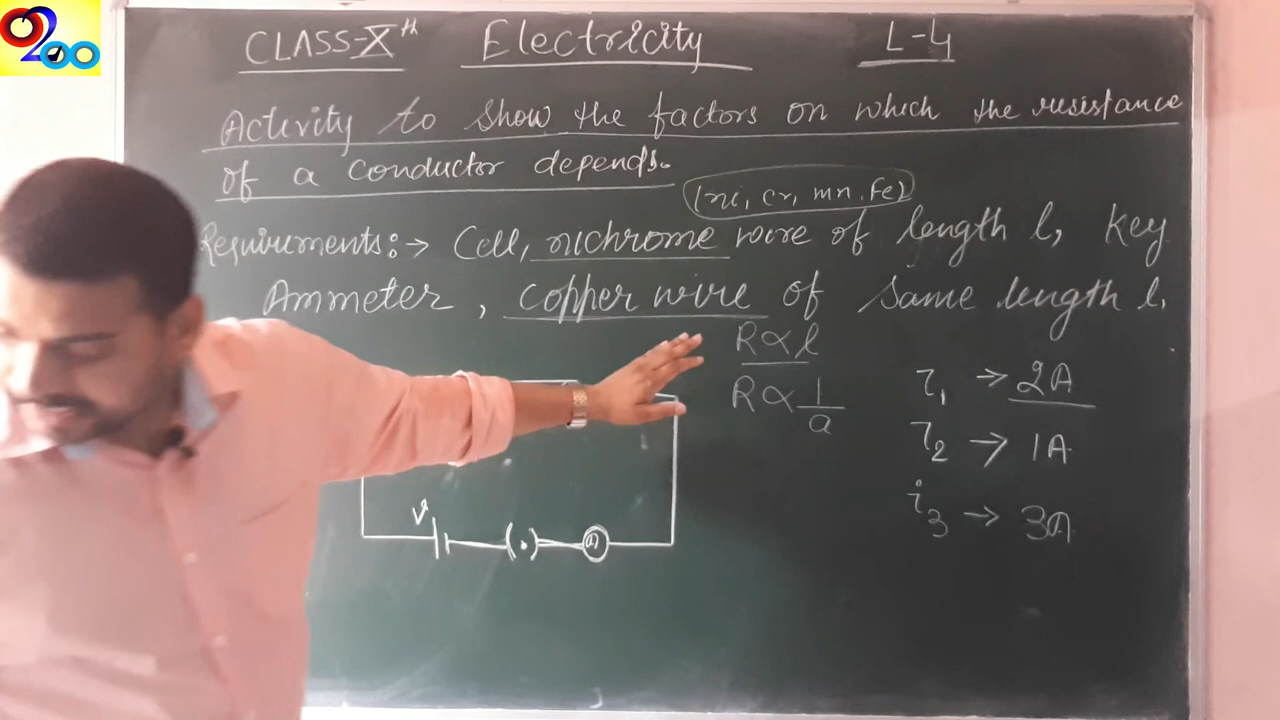 0200
CLASS-Xth Electricity L-4
Activity to show the factors on which the resistance
of a conductor depends.
(ni, cr, mn, Fe)
Requirements:→ Cell, nichrome wire of length l, Key
Ammeter, copper wire of same length l.
R∝l
R∝1/a
I1 → 2A
I2 → 1A
i3 → 3A
V